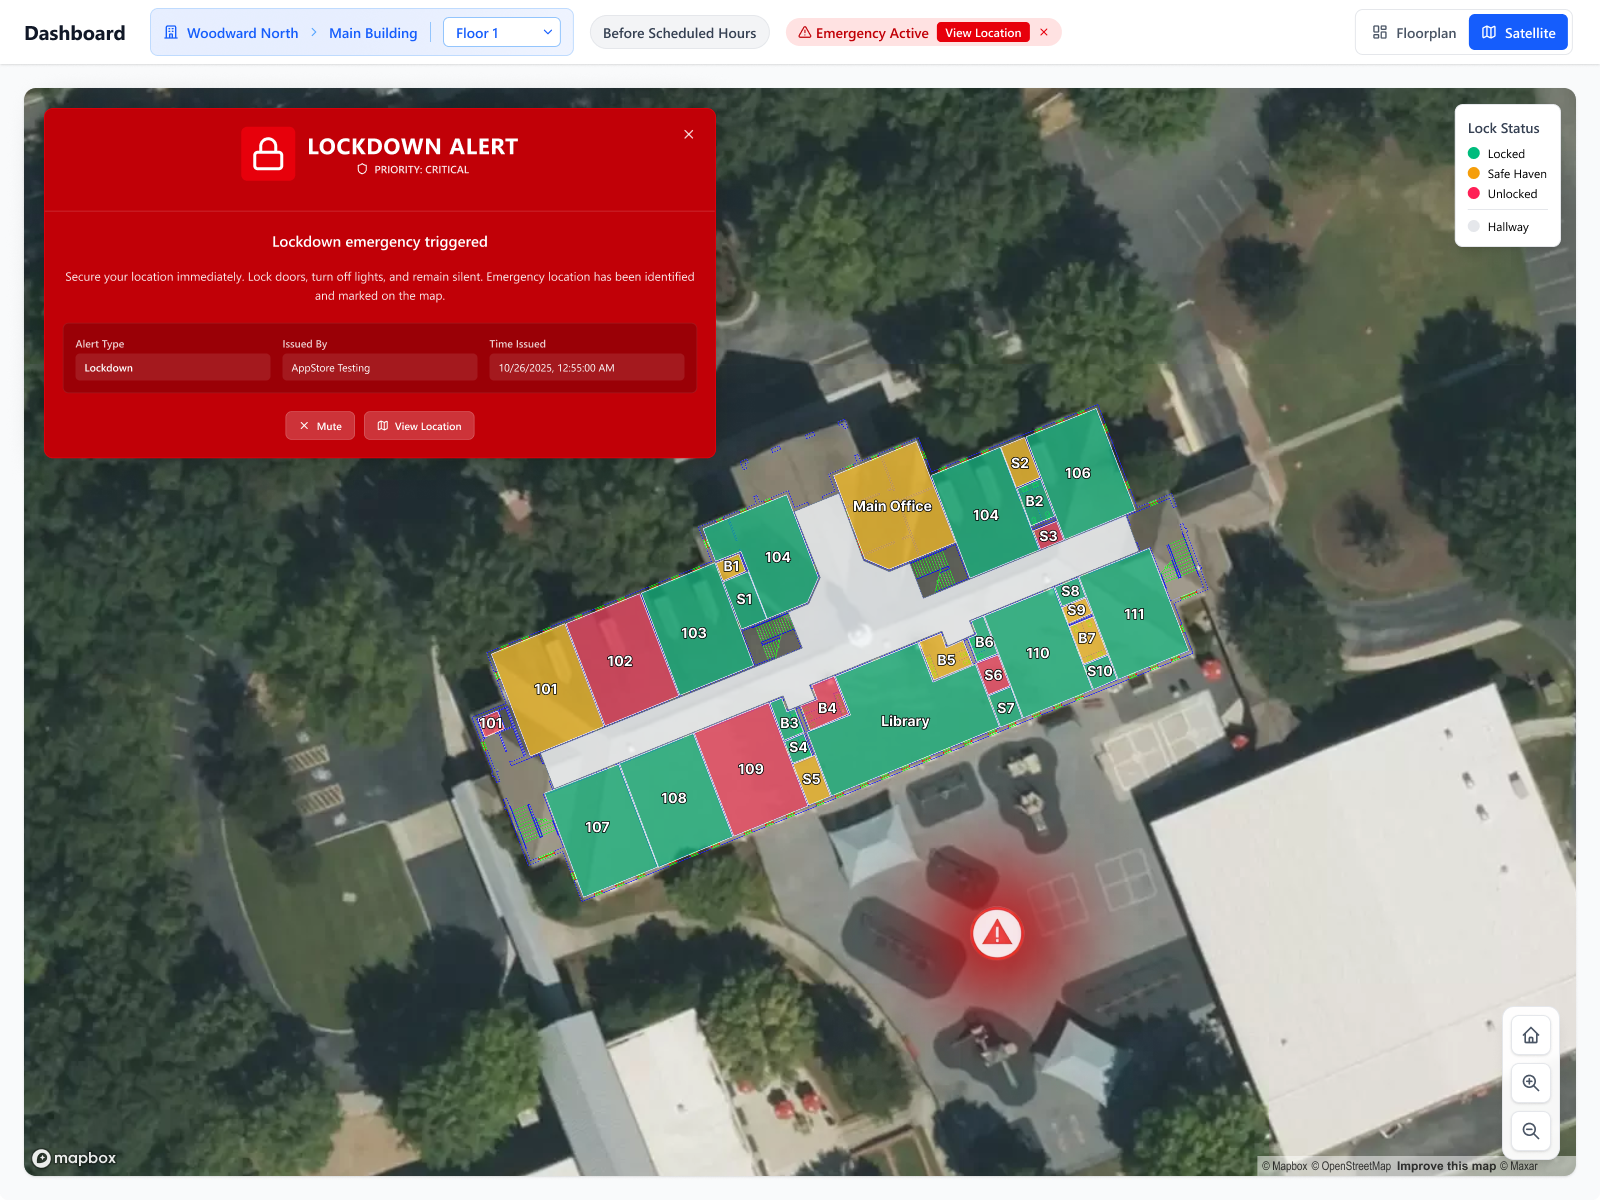 Dashboard
Woodward North
Main Building
Floor 1
Before Scheduled Hours
Emergency Active
View Location
Floorplan
Satellite
LOCKDOWN ALERT
PRIORITY: CRITICAL
Lockdown emergency triggered
Secure your location immediately. Lock doors, turn off lights, and remain silent. Emergency location has been identified
and marked on the map.
Alert Type
Issued By
Time Issued
Lockdown
AppStore Testing
10/26/2025, 12:55:00 AM
Mute
View Location
Lock Status
Locked
Safe Haven
Unlocked
Hallway
S2
106
Main Office
B2
104
S3
104
B1
S8
S1
S9
111
103
B7
B6
110
102
B5
S10
S6
101
S7
B4
101
Library
B3
S4
109
S5
108
107
mapbox
© Mapbox © OpenStreetMap Improve this map © Maxar